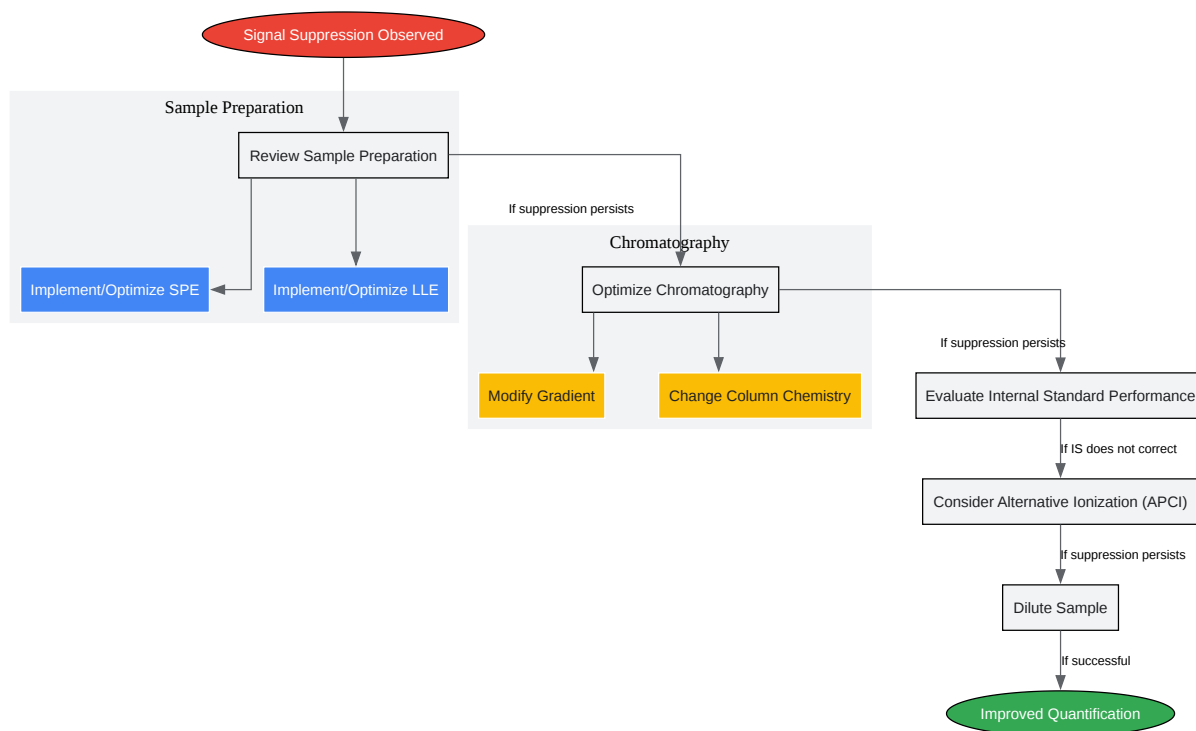 Signal Suppression Observed
Sample Preparation
Review Sample Preparation
If suppression persists
Chromatography
Implement/Optimize SPE
Implement/Optimize LLE
Optimize Chromatography
If suppression persists
Modify Gradient
Change Column Chemistry
Evaluate Internal Standard Performance
If IS does not correct
Consider Alternative Ionization (APCI)
If suppression persists
Dilute Sample
If successful
Improved Quantification